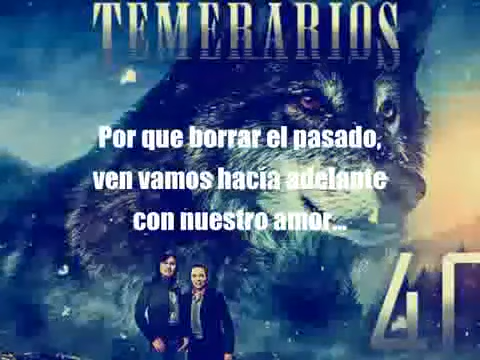 TEMERARIOS
Por que borrar el pasado,
ven vamos hacia adelante
con nuestro amor...
40